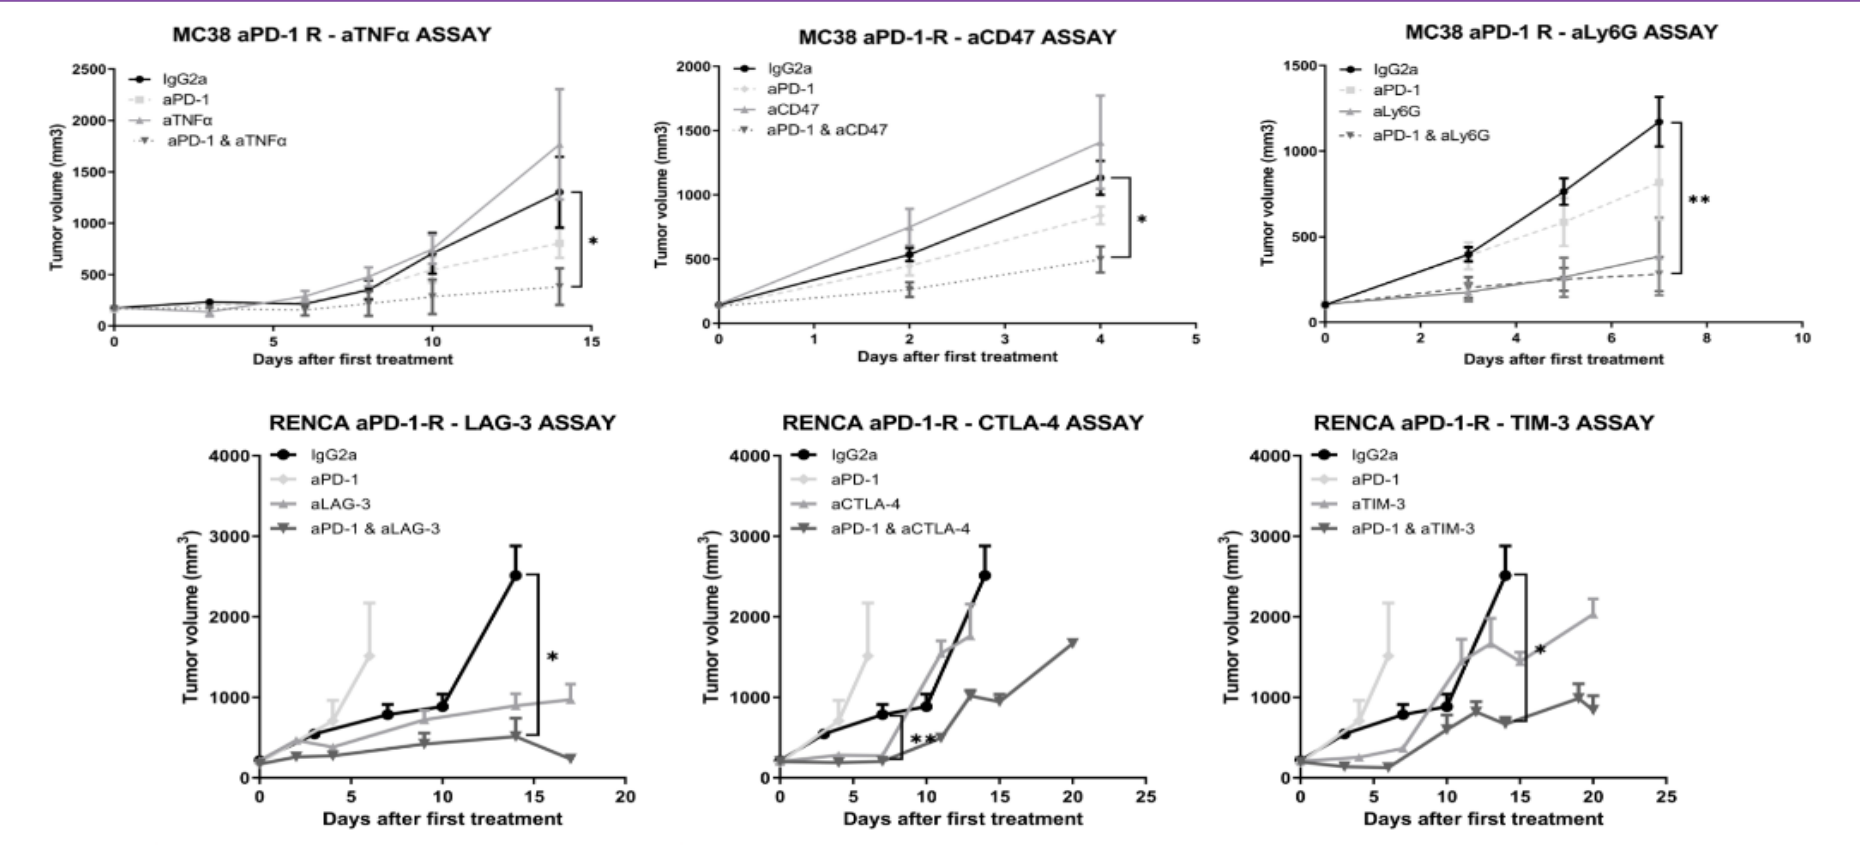 MC38 aPD-1 R - aTNFα ASSAY
2500
2000
1500
1000
500
0
Tumor volume (mm3)
IgG2a
aPD-1
aTNFα
aPD-1 & aTNFα
*
0 5 10 15
Days after first treatment
MC38 aPD-1-R - aCD47 ASSAY
2000
1500
1000
500
0
Tumor volume (mm3)
IgG2a
aPD-1
aCD47
aPD-1 & aCD47
*
0 1 2 3 4 5
Days after first treatment
MC38 aPD-1 R - aLy6G ASSAY
1500
1000
500
0
Tumor volume (mm3)
IgG2a
aPD-1
aLy6G
aPD-1 & aLy6G
**
0 2 4 6 8 10
Days after first treatment
RENCA aPD-1-R - LAG-3 ASSAY
4000
3000
2000
1000
0
Tumor volume (mm³)
IgG2a
aPD-1
aLAG-3
aPD-1 & aLAG-3
*
0 5 10 15 20
Days after first treatment
RENCA aPD-1-R - CTLA-4 ASSAY
4000
3000
2000
1000
0
Tumor volume (mm³)
IgG2a
aPD-1
aCTLA-4
aPD-1 & aCTLA-4
**
0 5 10 15 20 25
Days after first treatment
RENCA aPD-1-R - TIM-3 ASSAY
4000
3000
2000
1000
0
Tumor volume (mm³)
IgG2a
aPD-1
aTIM-3
aPD-1 & aTIM-3
*
0 5 10 15 20 25
Days after first treatment